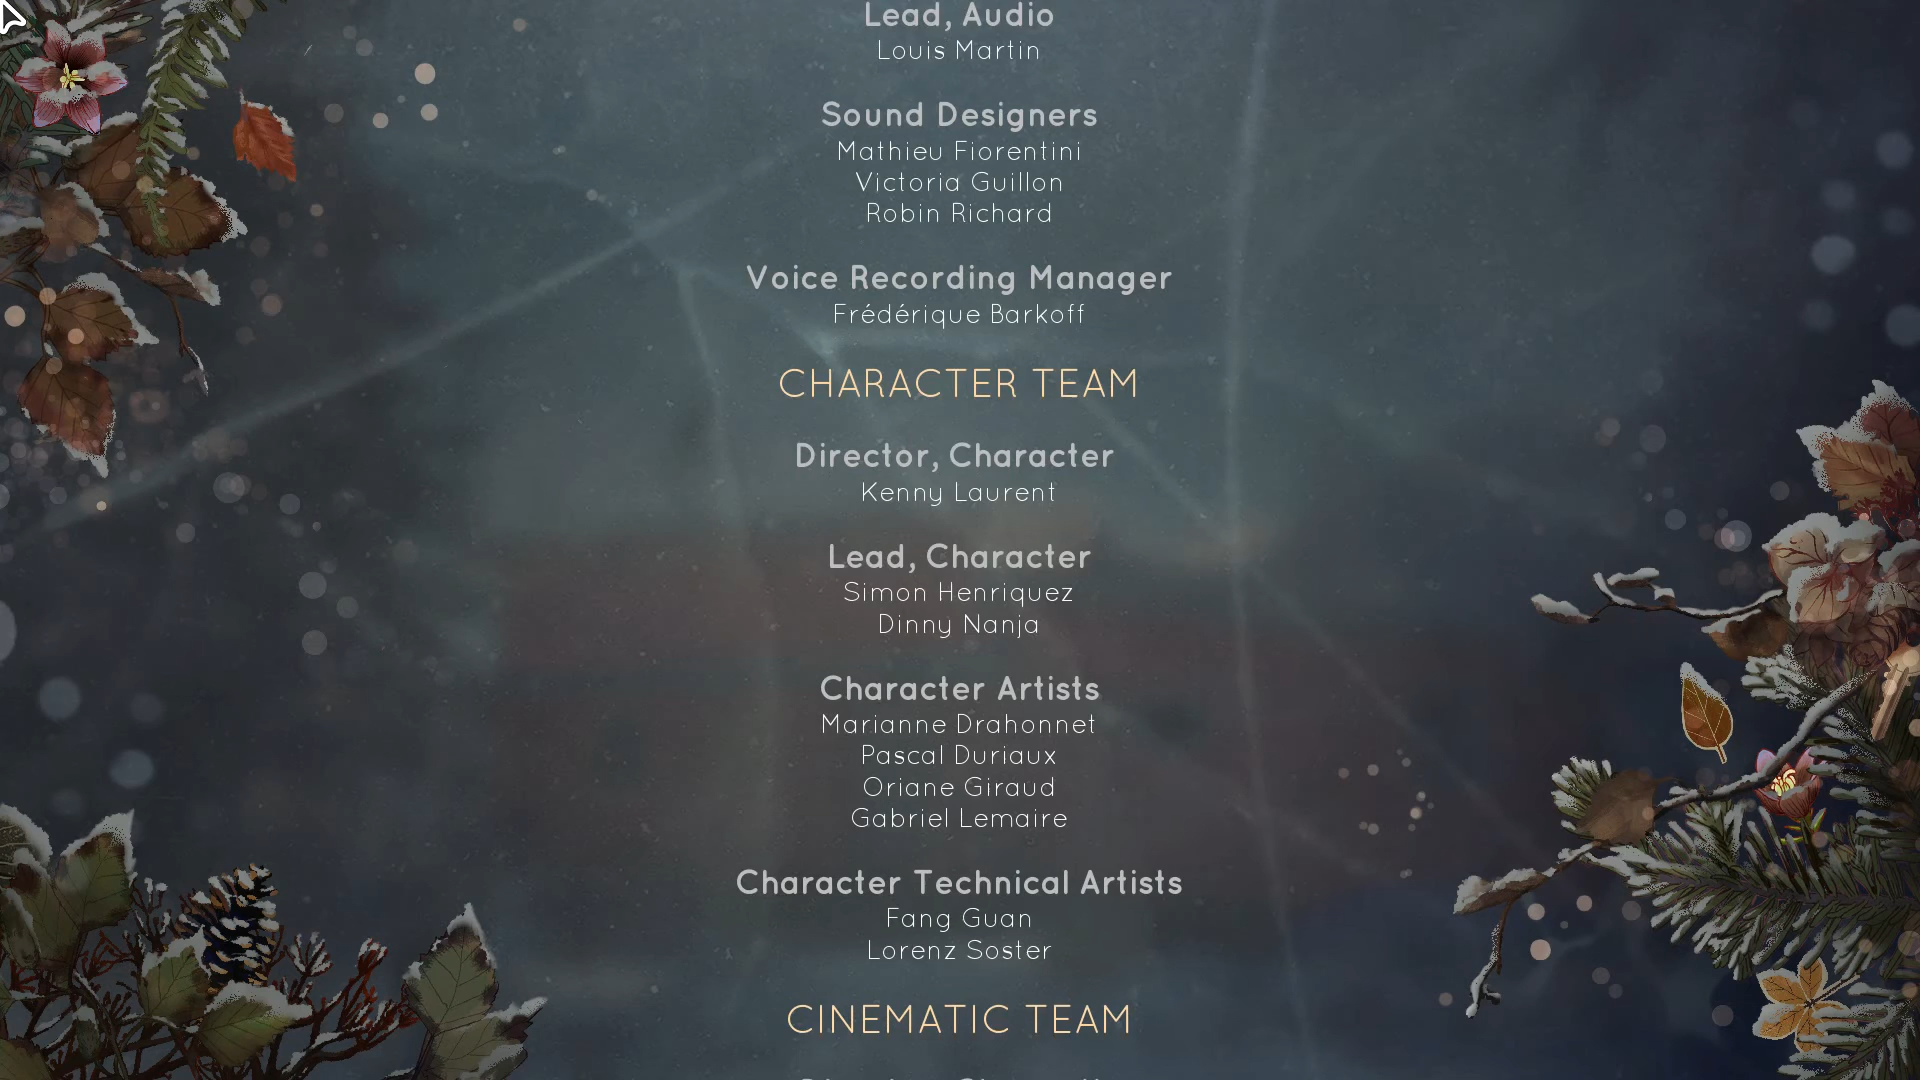 Lead, Audio
Louis Martin
Sound Designers
Mathieu Fiorentini
Victoria Guillon
Robin Richard
Voice Recording Manager
Frédérique Barkoff
CHARACTER TEAM
Director, Character
Kenny Laurent
Lead, Character
Simon Henriquez
Dinny Nanja
Character Artists
Marianne Drahonnet
Pascal Duriaux
Oriane Giraud
Gabriel Lemaire
Character Technical Artists
Fang Guan
Lorenz Soster
CINEMATIC TEAM